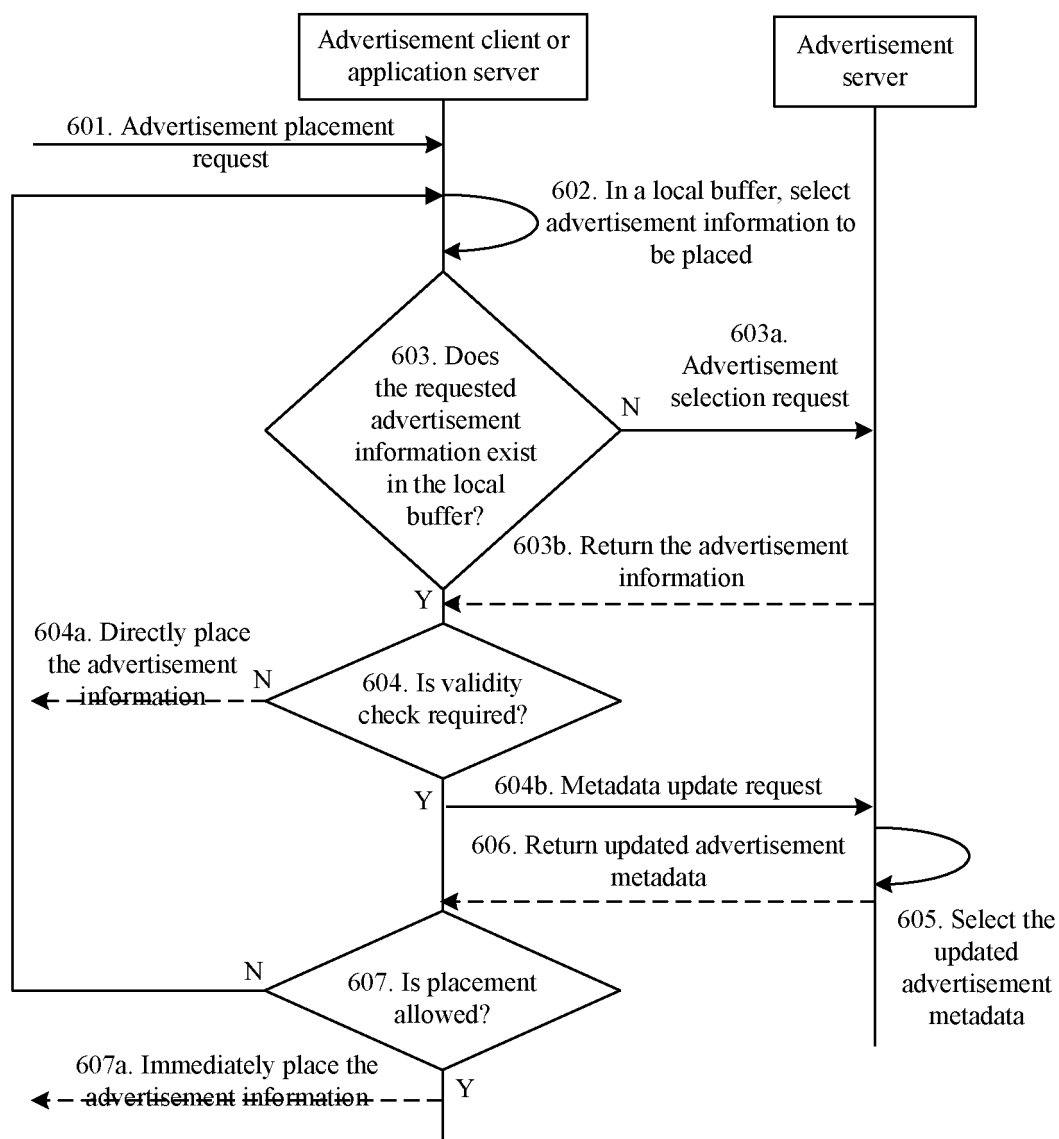 Advertisement client or
application server
Advertisement
server
601. Advertisement placement
request
602. In a local buffer, select
advertisement information to
be placed
603. Does
the requested
advertisement
information exist
in the local
buffer?
N
603a.
Advertisement
selection request
603b. Return the advertisement
information
Y
604a. Directly place
the advertisement
information
N
604. Is validity
check required?
Y
604b. Metadata update request
606. Return updated advertisement
metadata
605. Select the
updated
advertisement
metadata
N
607. Is placement
allowed?
607a. Immediately place the
advertisement information
Y